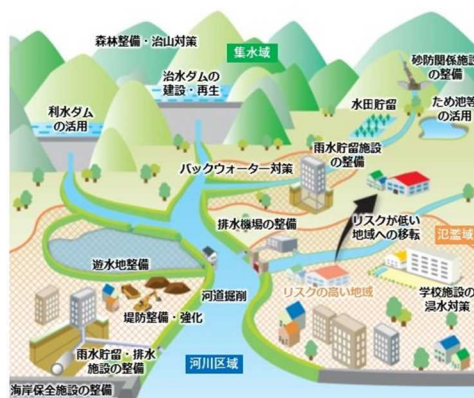 森林整備・治山対策
集水域
砂防関係施設
の整備
治水ダムの
建設・再生
利水ダム
の活用
水田貯留
ため池等
の活用
雨水貯留施設
の整備
バックウォーター対策
排水機場の整備
リスクが低い
地域への移転
氾濫域
遊水地整備
リスクの高い地域
学校施設の
浸水対策
河道掘削
堤防整備・強化
雨水貯留・排水
施設の整備
河川区域
海岸保全施設の整備